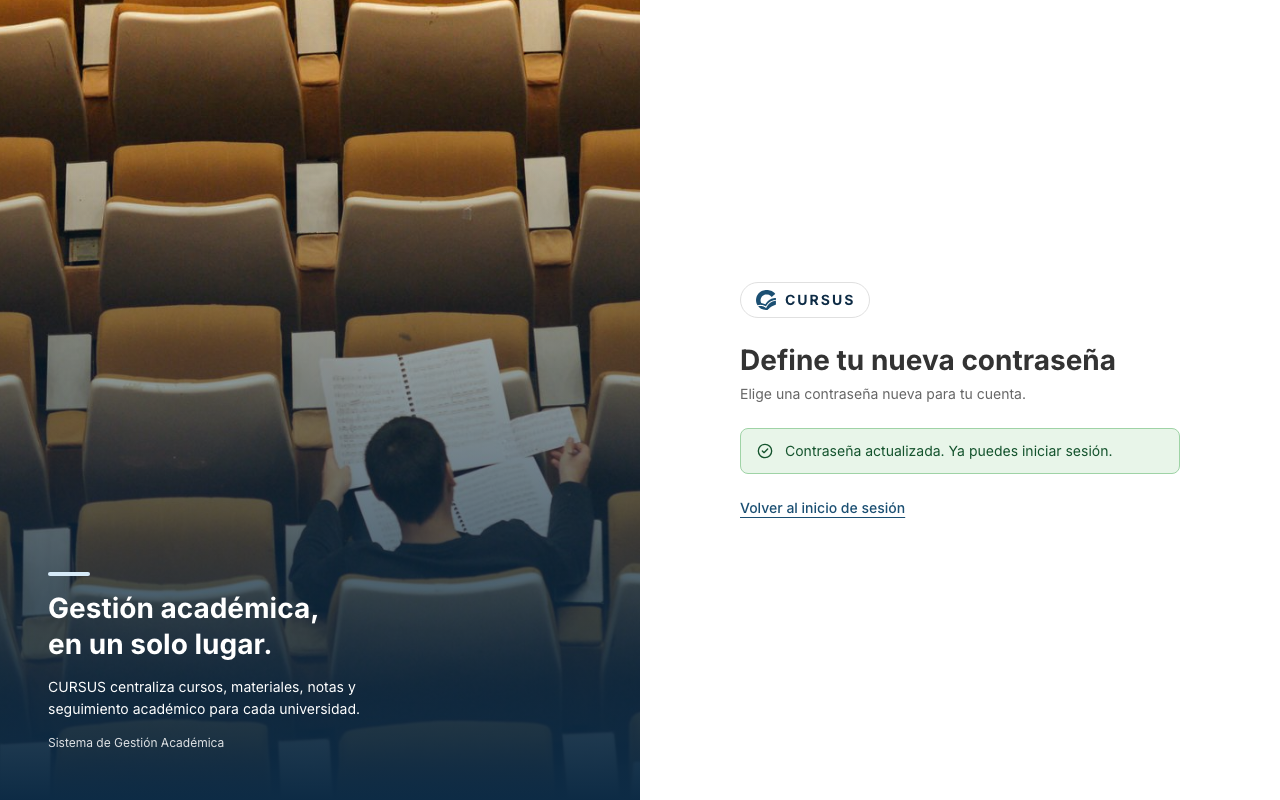 Gestión académica,
en un solo lugar.
CURSUS centraliza cursos, materiales, notas y
seguimiento académico para cada universidad.
Sistema de Gestión Académica
CURSUS
Define tu nueva contraseña
Elige una contraseña nueva para tu cuenta.
Contraseña actualizada. Ya puedes iniciar sesión.
Volver al inicio de sesión